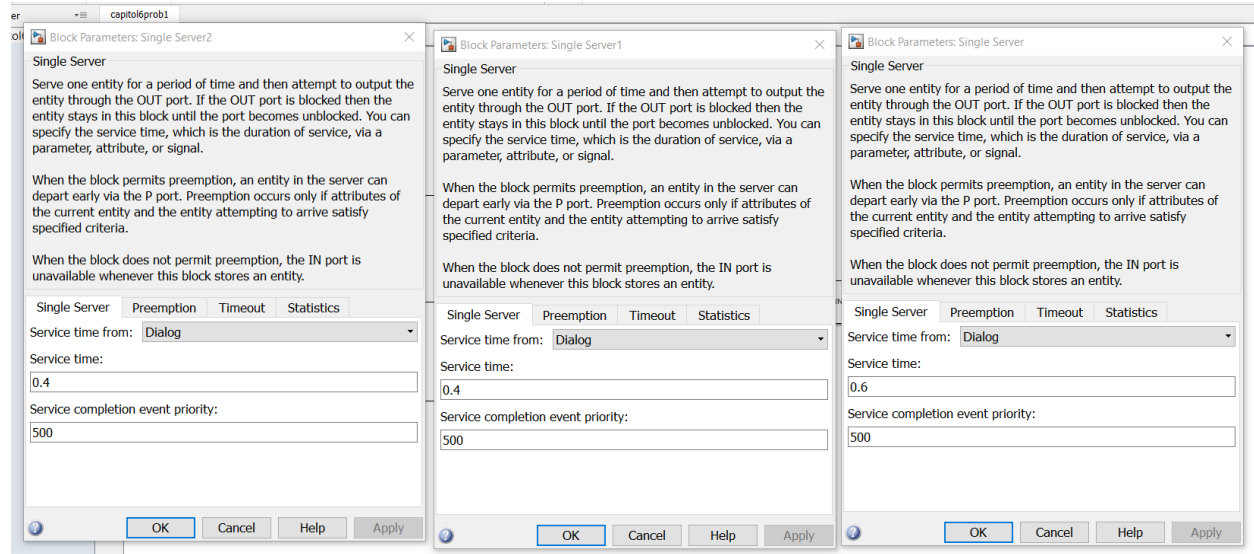 er
capitol6prob1
Block Parameters: Single Server2
Single Server
Serve one entity for a period of time and then attempt to output the
entity through the OUT port. If the OUT port is blocked then the
entity stays in this block until the port becomes unblocked. You can
specify the service time, which is the duration of service, via a
parameter, attribute, or signal.
When the block permits preemption, an entity in the server can
depart early via the P port. Preemption occurs only if attributes of
the current entity and the entity attempting to arrive satisfy
specified criteria.
When the block does not permit preemption, the IN port is
unavailable whenever this block stores an entity.
Single Server Preemption Timeout Statistics
Service time from: Dialog
Service time:
0.4
Service completion event priority:
500
OK Cancel Help Apply
Block Parameters: Single Server1
Single Server
Serve one entity for a period of time and then attempt to output the
entity through the OUT port. If the OUT port is blocked then the
entity stays in this block until the port becomes unblocked. You can
specify the service time, which is the duration of service, via a
parameter, attribute, or signal.
When the block permits preemption, an entity in the server can
depart early via the P port. Preemption occurs only if attributes of
the current entity and the entity attempting to arrive satisfy
specified criteria.
When the block does not permit preemption, the IN port is
unavailable whenever this block stores an entity.
Single Server Preemption Timeout Statistics
Service time from: Dialog
Service time:
0.4
Service completion event priority:
500
OK Cancel Help Apply
Block Parameters: Single Server
Single Server
Serve one entity for a period of time and then attempt to output the
entity through the OUT port. If the OUT port is blocked then the
entity stays in this block until the port becomes unblocked. You can
specify the service time, which is the duration of service, via a
parameter, attribute, or signal.
When the block permits preemption, an entity in the server can
depart early via the P port. Preemption occurs only if attributes of
the current entity and the entity attempting to arrive satisfy
specified criteria.
When the block does not permit preemption, the IN port is
unavailable whenever this block stores an entity.
Single Server Preemption Timeout Statistics
Service time from: Dialog
Service time:
0.6
Service completion event priority:
500
OK Cancel Help Apply